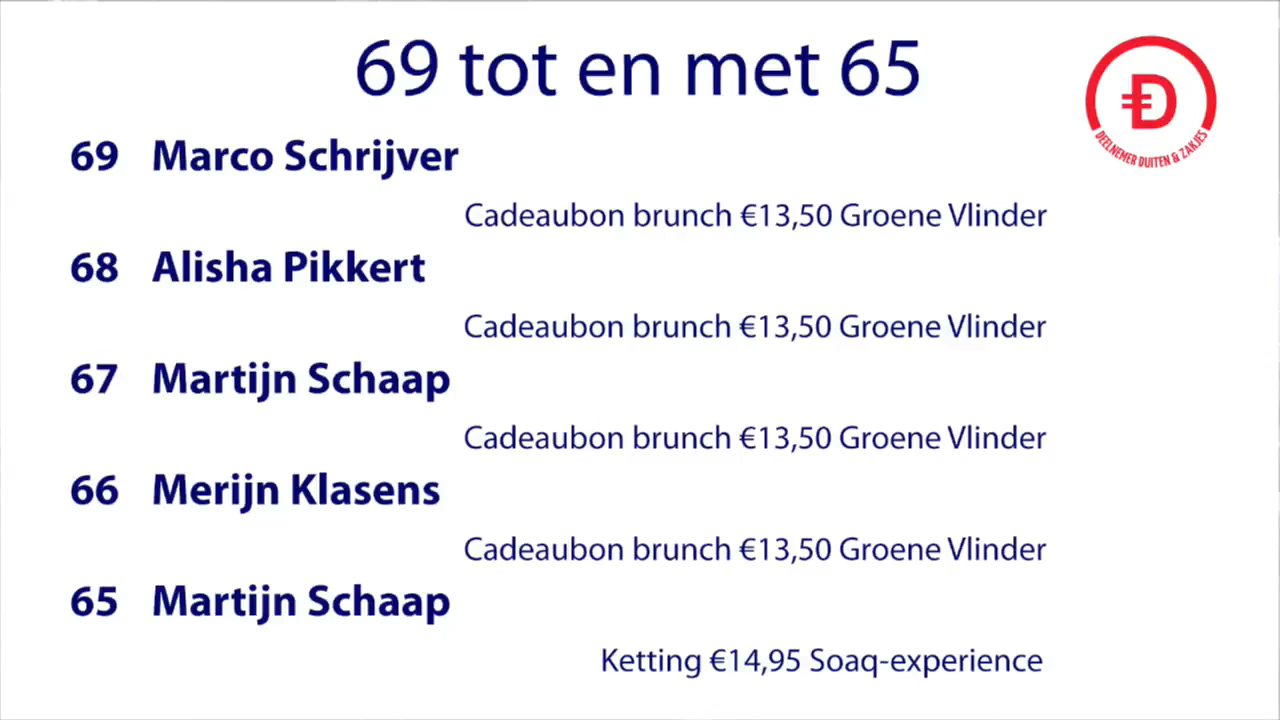 69 tot en met 65
Đ
DEELNEMER DUITEN & ZAKJES
69 Marco Schrijver
Cadeaubon brunch €13,50 Groene Vlinder
68 Alisha Pikkert
Cadeaubon brunch €13,50 Groene Vlinder
67 Martijn Schaap
Cadeaubon brunch €13,50 Groene Vlinder
66 Merijn Klasens
Cadeaubon brunch €13,50 Groene Vlinder
65 Martijn Schaap
Ketting €14,95 Soaq-experience